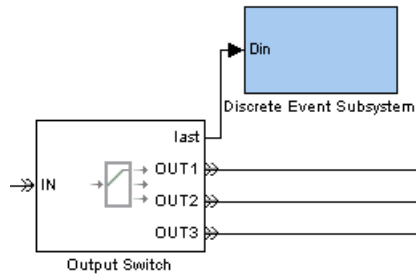 Din
Discrete Event Subsystem
last
IN
OUT1
OUT2
OUT3
Output Switch